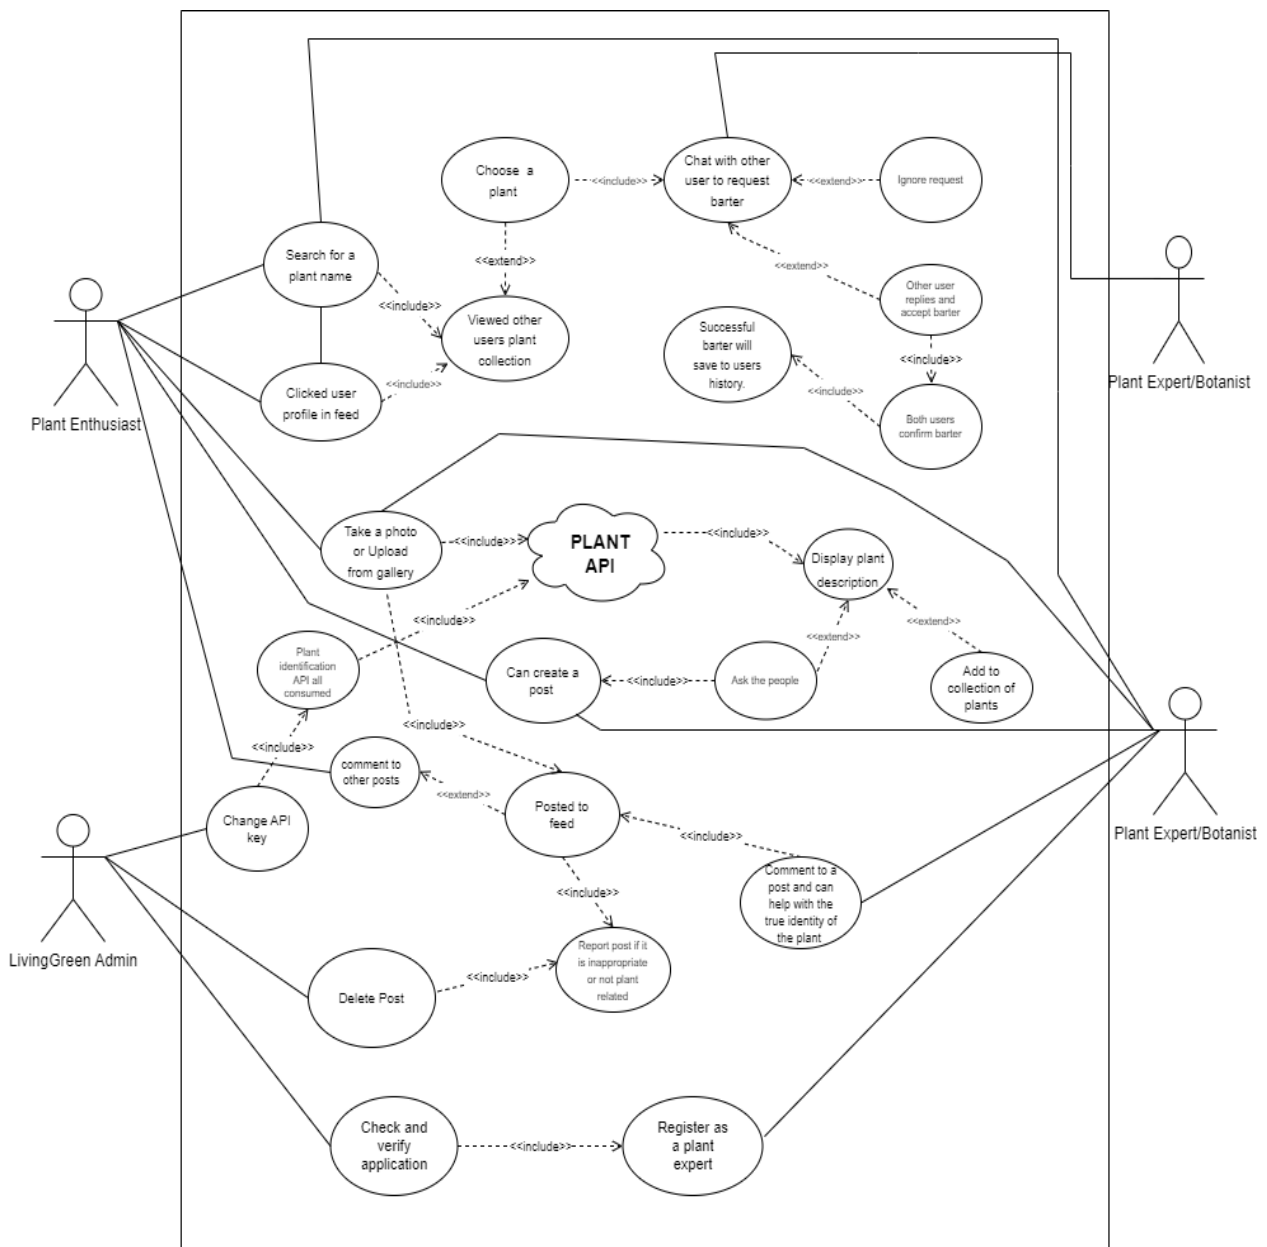 Choose a
plant
<<include>>
Chat with other
user to request
barter
<<extend>>
Ignore request
Search for a
plant name
<<include>>
<<extend>>
Viewed other
users plant
collection
<<extend>>
Other user
replies and
accept barter
<<include>>
Successful
barter will
save to users
history.
<<include>>
Both users
confirm barter
Clicked user
profile in feed
<<include>>
Plant Enthusiast
Plant Expert/Botanist
Take a photo
or Upload
from gallery
<<include>>
PLANT
API
<<include>>
Display plant
description
<<include>>
<<extend>>
<<extend>>
Plant
identification
API all
consumed
Can create a
post
<<include>>
Ask the people
Add to
collection of
plants
<<include>>
<<include>>
comment to
other posts
<<extend>>
Posted to
feed
<<include>>
Change API
key
LivingGreen Admin
Plant Expert/Botanist
Comment to a
post and can
help with the
true identity of
the plant
<<include>>
Delete Post
<<include>>
Report post if it
is inappropriate
or not plant
related
Check and
verify
application
<<include>>
Register as
a plant
expert